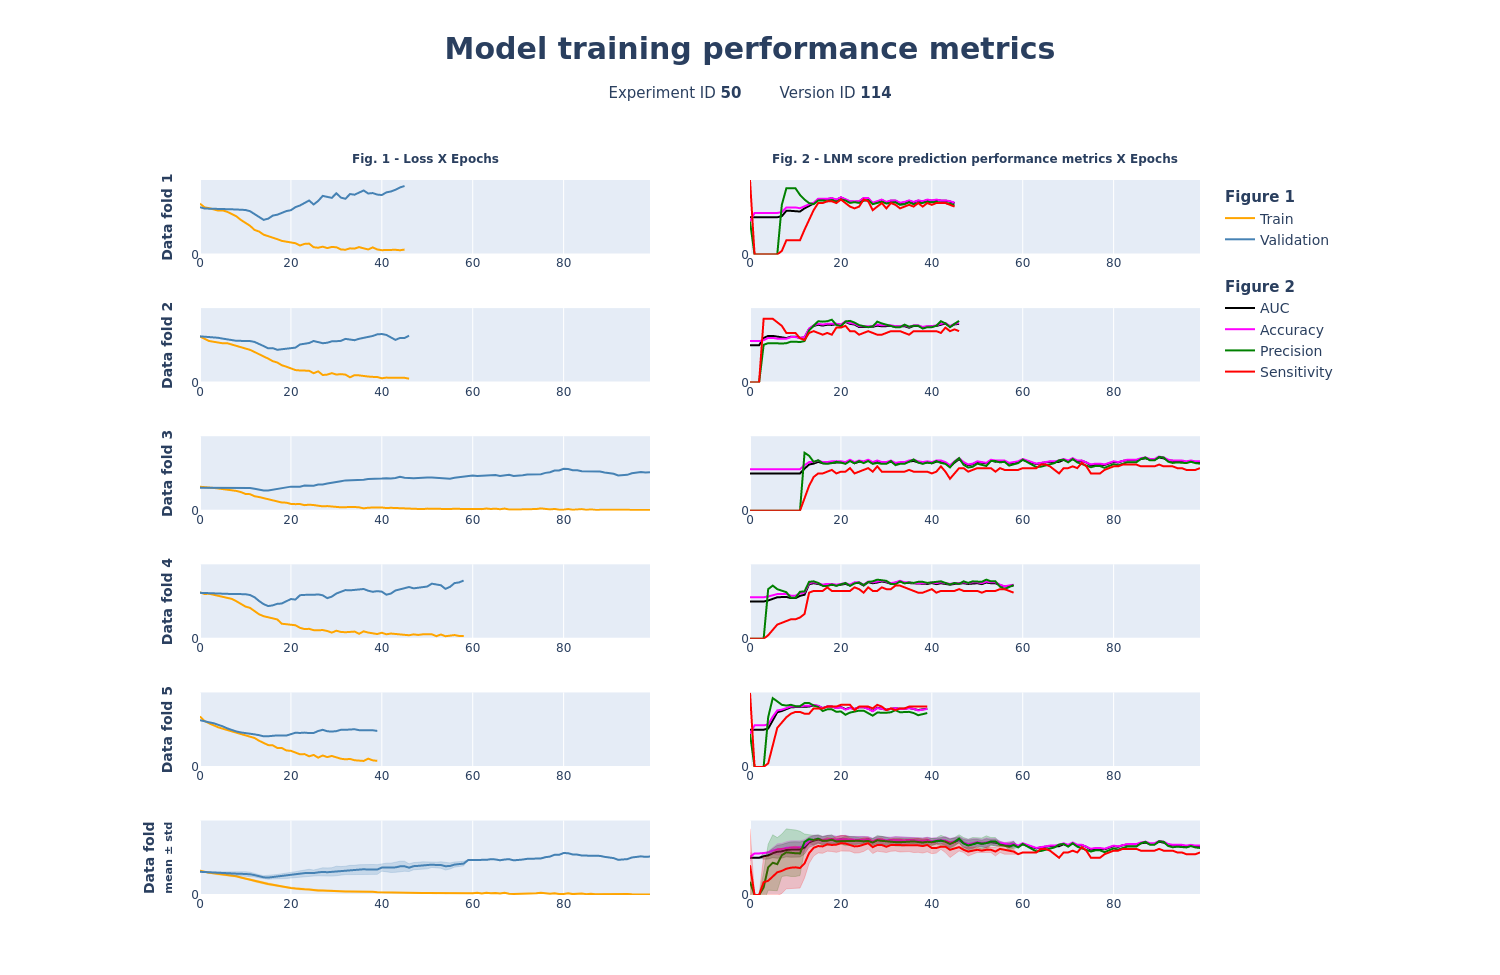 Model training performance metrics
Experiment ID 50 Version ID 114
Fig. 1 - Loss X Epochs
Fig. 2 - LNM score prediction performance metrics X Epochs
Data fold 1
0
0 20 40 60 80
0
0 20 40 60 80
Figure 1
Train
Validation
Figure 2
AUC
Accuracy
Precision
Sensitivity
Data fold 2
0
0 20 40 60 80
0
0 20 40 60 80
Data fold 3
0
0 20 40 60 80
0
0 20 40 60 80
Data fold 4
0
0 20 40 60 80
0
0 20 40 60 80
Data fold 5
0
0 20 40 60 80
0
0 20 40 60 80
Data fold
mean ± std
0
0 20 40 60 80
0
0 20 40 60 80